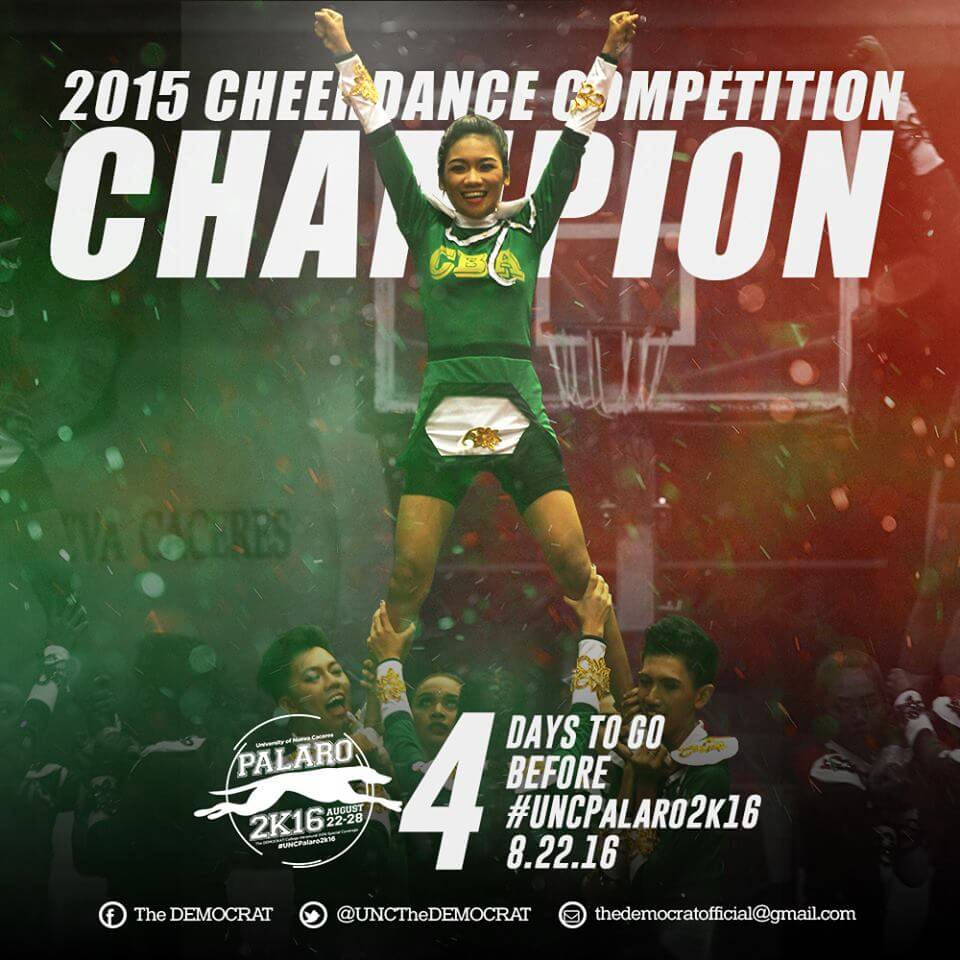 2015 CHEERDANCE COMPETITION
CHAMPION
CBA
VA CACERES
University of Nueva Caceres
PALARO
2K16
AUGUST
22-28
#UNCPalaro2k16
4
DAYS TO GO
BEFORE
#UNCPALARO2K16
8.22.16
The DEMOCRAT
@UNCTheDEMOCRAT
thedemocratofficial@gmail.com